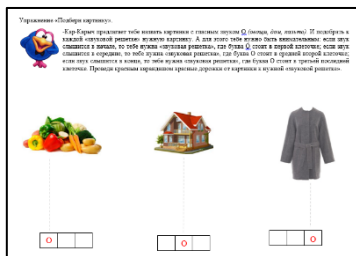 Упражнение «Подбери картинку».
-Кар-Карыч предлагает тебе назвать картинки с гласным звуком О (овощи, дом, пальто). И подобрать к
каждой «звуковой решетке» нужную картинку. А для этого тебе нужно быть внимательным: если звук
слышится в начале, то тебе нужна «звуковая решетка», где буква О стоит в первой клеточке; если звук
слышится в середине, то тебе нужна «звуковая решетка», где буква О стоит в средней второй клеточке;
если звук слышится в конце, то тебе нужна «звуковая решетка», где буква О стоит в третьей последней
клеточке. Проведи красным карандашом красные дорожки от картинки к нужной «звуковой решетке».
О О О